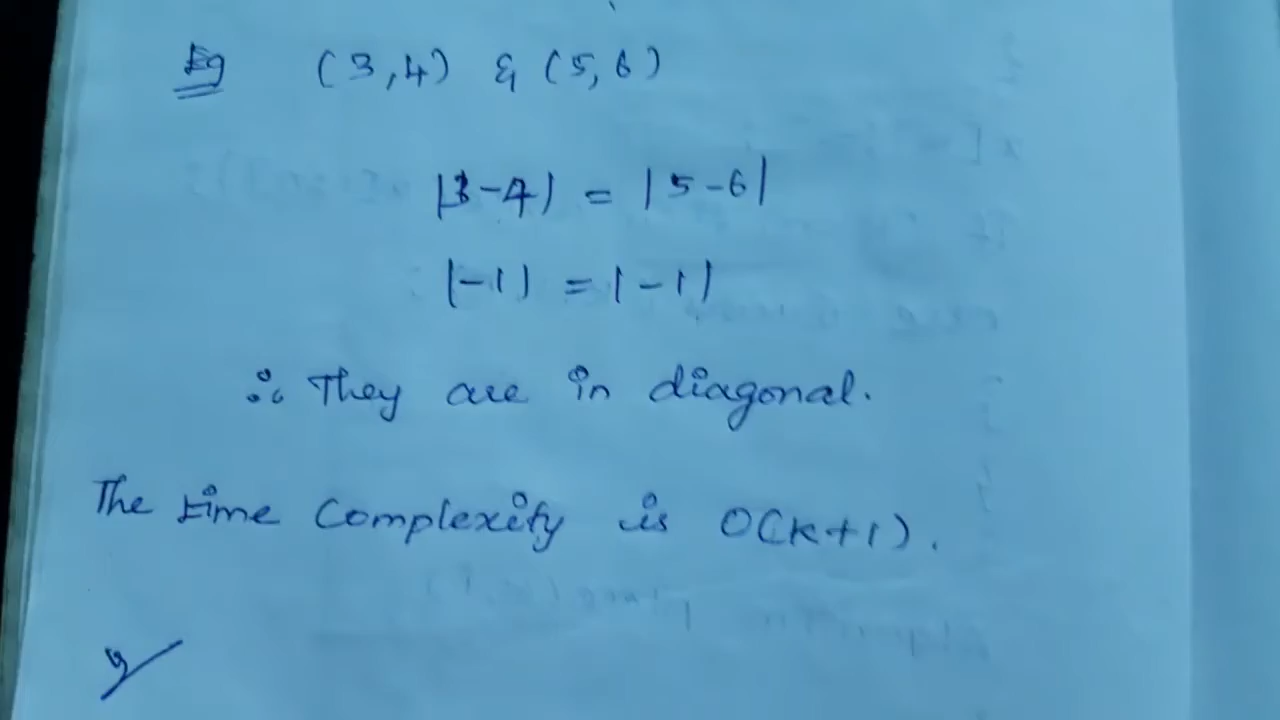 Eg (3,4) & (5,6)
|3-4| = |5-6|
|-1| = |-1|
∴ They are in diagonal.
The time Complexity is O(k+1).